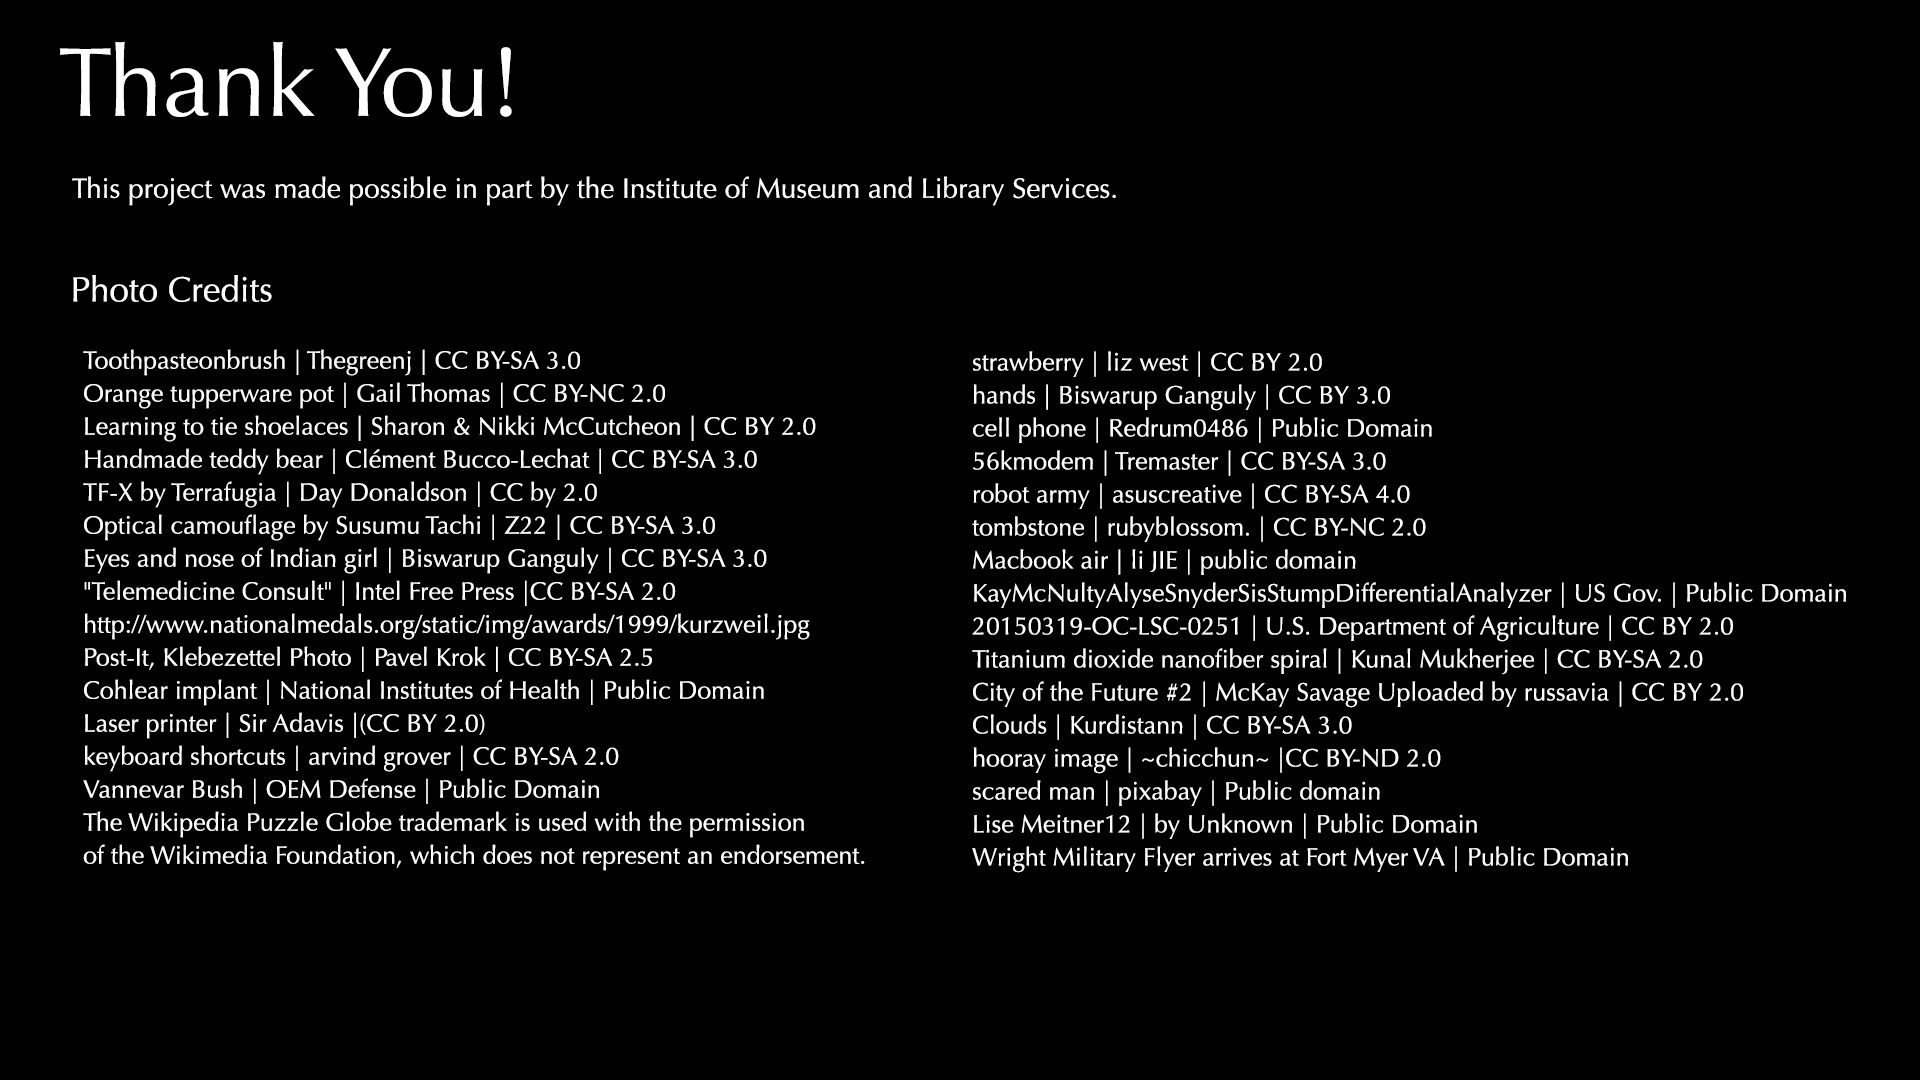 Thank You!
This project was made possible in part by the Institute of Museum and Library Services.
Photo Credits
Toothpasteonbrush | Thegreenj | CC BY-SA 3.0
Orange tupperware pot | Gail Thomas | CC BY-NC 2.0
Learning to tie shoelaces | Sharon & Nikki McCutcheon | CC BY 2.0
Handmade teddy bear | Clément Bucco-Lechat | CC BY-SA 3.0
TF-X by Terrafugia | Day Donaldson | CC by 2.0
Optical camouflage by Susumu Tachi | Z22 | CC BY-SA 3.0
Eyes and nose of Indian girl | Biswarup Ganguly | CC BY-SA 3.0
"Telemedicine Consult" | Intel Free Press |CC BY-SA 2.0
http://www.nationalmedals.org/static/img/awards/1999/kurzweil.jpg
Post-It, Klebezettel Photo | Pavel Krok | CC BY-SA 2.5
Cohlear implant | National Institutes of Health | Public Domain
Laser printer | Sir Adavis |(CC BY 2.0)
keyboard shortcuts | arvind grover | CC BY-SA 2.0
Vannevar Bush | OEM Defense | Public Domain
The Wikipedia Puzzle Globe trademark is used with the permission
of the Wikimedia Foundation, which does not represent an endorsement.
strawberry | liz west | CC BY 2.0
hands | Biswarup Ganguly | CC BY 3.0
cell phone | Redrum0486 | Public Domain
56kmodem | Tremaster | CC BY-SA 3.0
robot army | asuscreative | CC BY-SA 4.0
tombstone | rubyblossom. | CC BY-NC 2.0
Macbook air | li JIE | public domain
KayMcNultyAlyseSnyderSisStumpDifferentialAnalyzer | US Gov. | Public Domain
20150319-OC-LSC-0251 | U.S. Department of Agriculture | CC BY 2.0
Titanium dioxide nanofiber spiral | Kunal Mukherjee | CC BY-SA 2.0
City of the Future #2 | McKay Savage Uploaded by russavia | CC BY 2.0
Clouds | Kurdistann | CC BY-SA 3.0
hooray image | ~chicchun~ |CC BY-ND 2.0
scared man | pixabay | Public domain
Lise Meitner12 | by Unknown | Public Domain
Wright Military Flyer arrives at Fort Myer VA | Public Domain